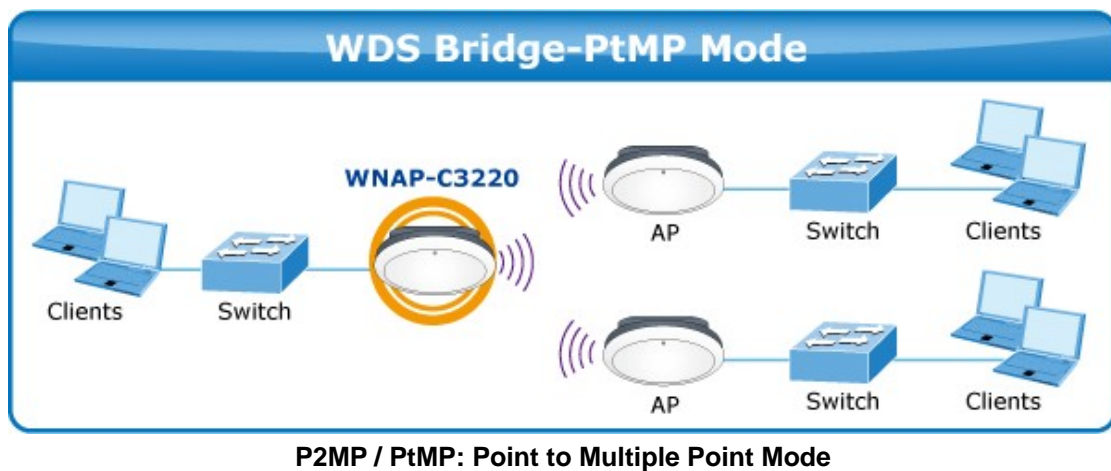 WDS Bridge-PtMP Mode
WNAP-C3220
Clients
Switch
AP
Switch
Clients
AP
Switch
Clients
P2MP / PtMP: Point to Multiple Point Mode